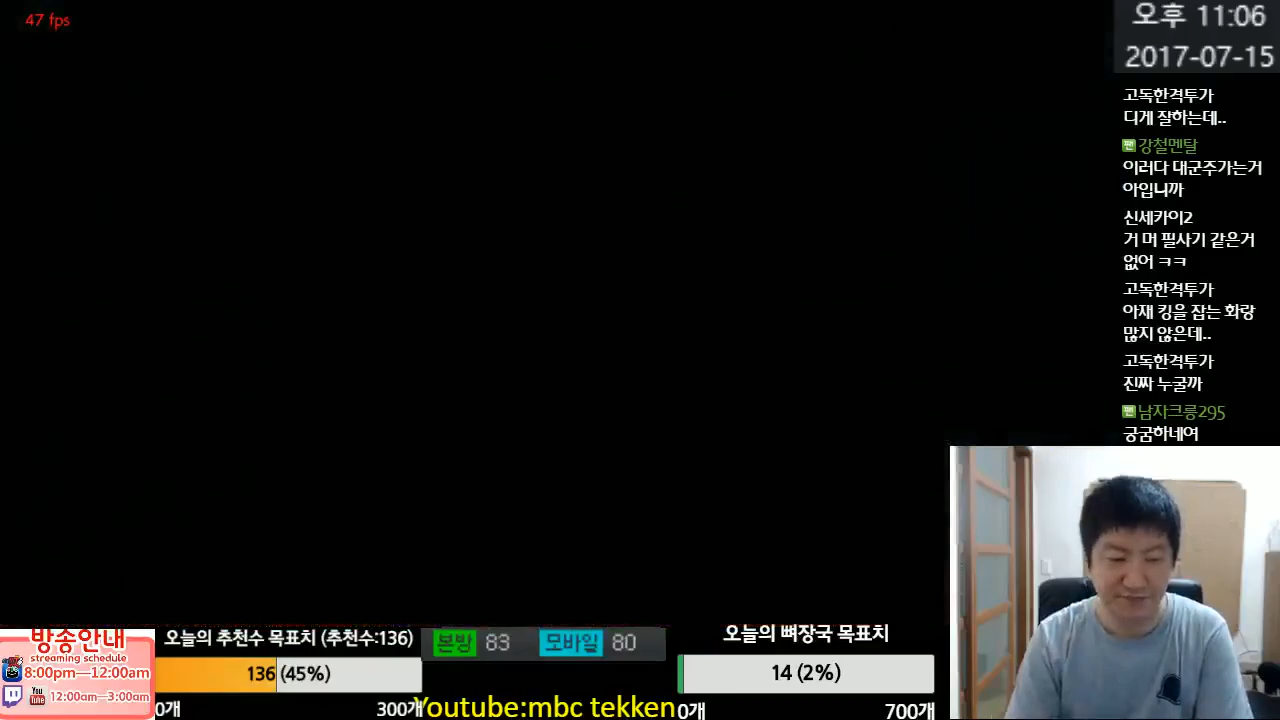 47 fps
오후 11:06
2017-07-15
고독한격투가
디게 잘하는데..
팬 강철멘탈
이러다 대군주가는거
아입니까
신세카이2
거 머 필사기 같은거
없어 ㅋㅋ
고독한격투가
아재 킹을 잡는 화랑
많지 않은데..
고독한격투가
진짜 누굴까
팬 남자크릉295
긍굼하네여
방송안내
streaming schedule
8:00pm—12:00am
You
12:00am—3:00am
오늘의 추천수 목표치 (추천수:136)
136 (45%)
0개
300개
본방 83 모바일 80
Youtube:mbc tekken
오늘의 뼈장국 목표치
14 (2%)
0개
700개